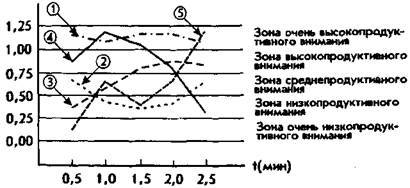 1,25
1,00
0,75
0,50
0,25
0,00
1
2
3
4
5
0,5 1,0 1,5 2,0 2,5
t(мин)
Зона очень высокопродук-
тивного внимания
Зона высокопродуктивного
внимания
Зона среднепродуктивного
внимания
Зона низкопродуктивного
внимания
Зона очень низкопродук-
тивного внимания